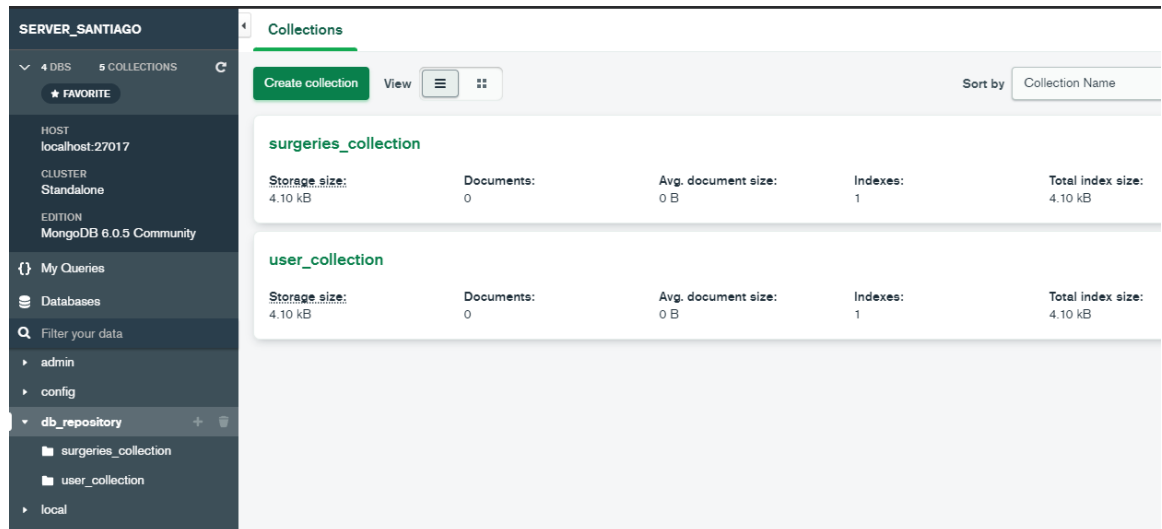 SERVER_SANTIAGO
4 DBS 5 COLLECTIONS
★ FAVORITE
HOST
localhost:27017
CLUSTER
Standalone
EDITION
MongoDB 6.0.5 Community
{} My Queries
Databases
Filter your data
admin
config
db_repository
surgeries_collection
user_collection
local
Collections
Create collection View Sort by Collection Name
surgeries_collection
Storage size: Documents: Avg. document size: Indexes: Total index size:
4.10 kB 0 0 B 1 4.10 kB
user_collection
Storage size: Documents: Avg. document size: Indexes: Total index size:
4.10 kB 0 0 B 1 4.10 kB